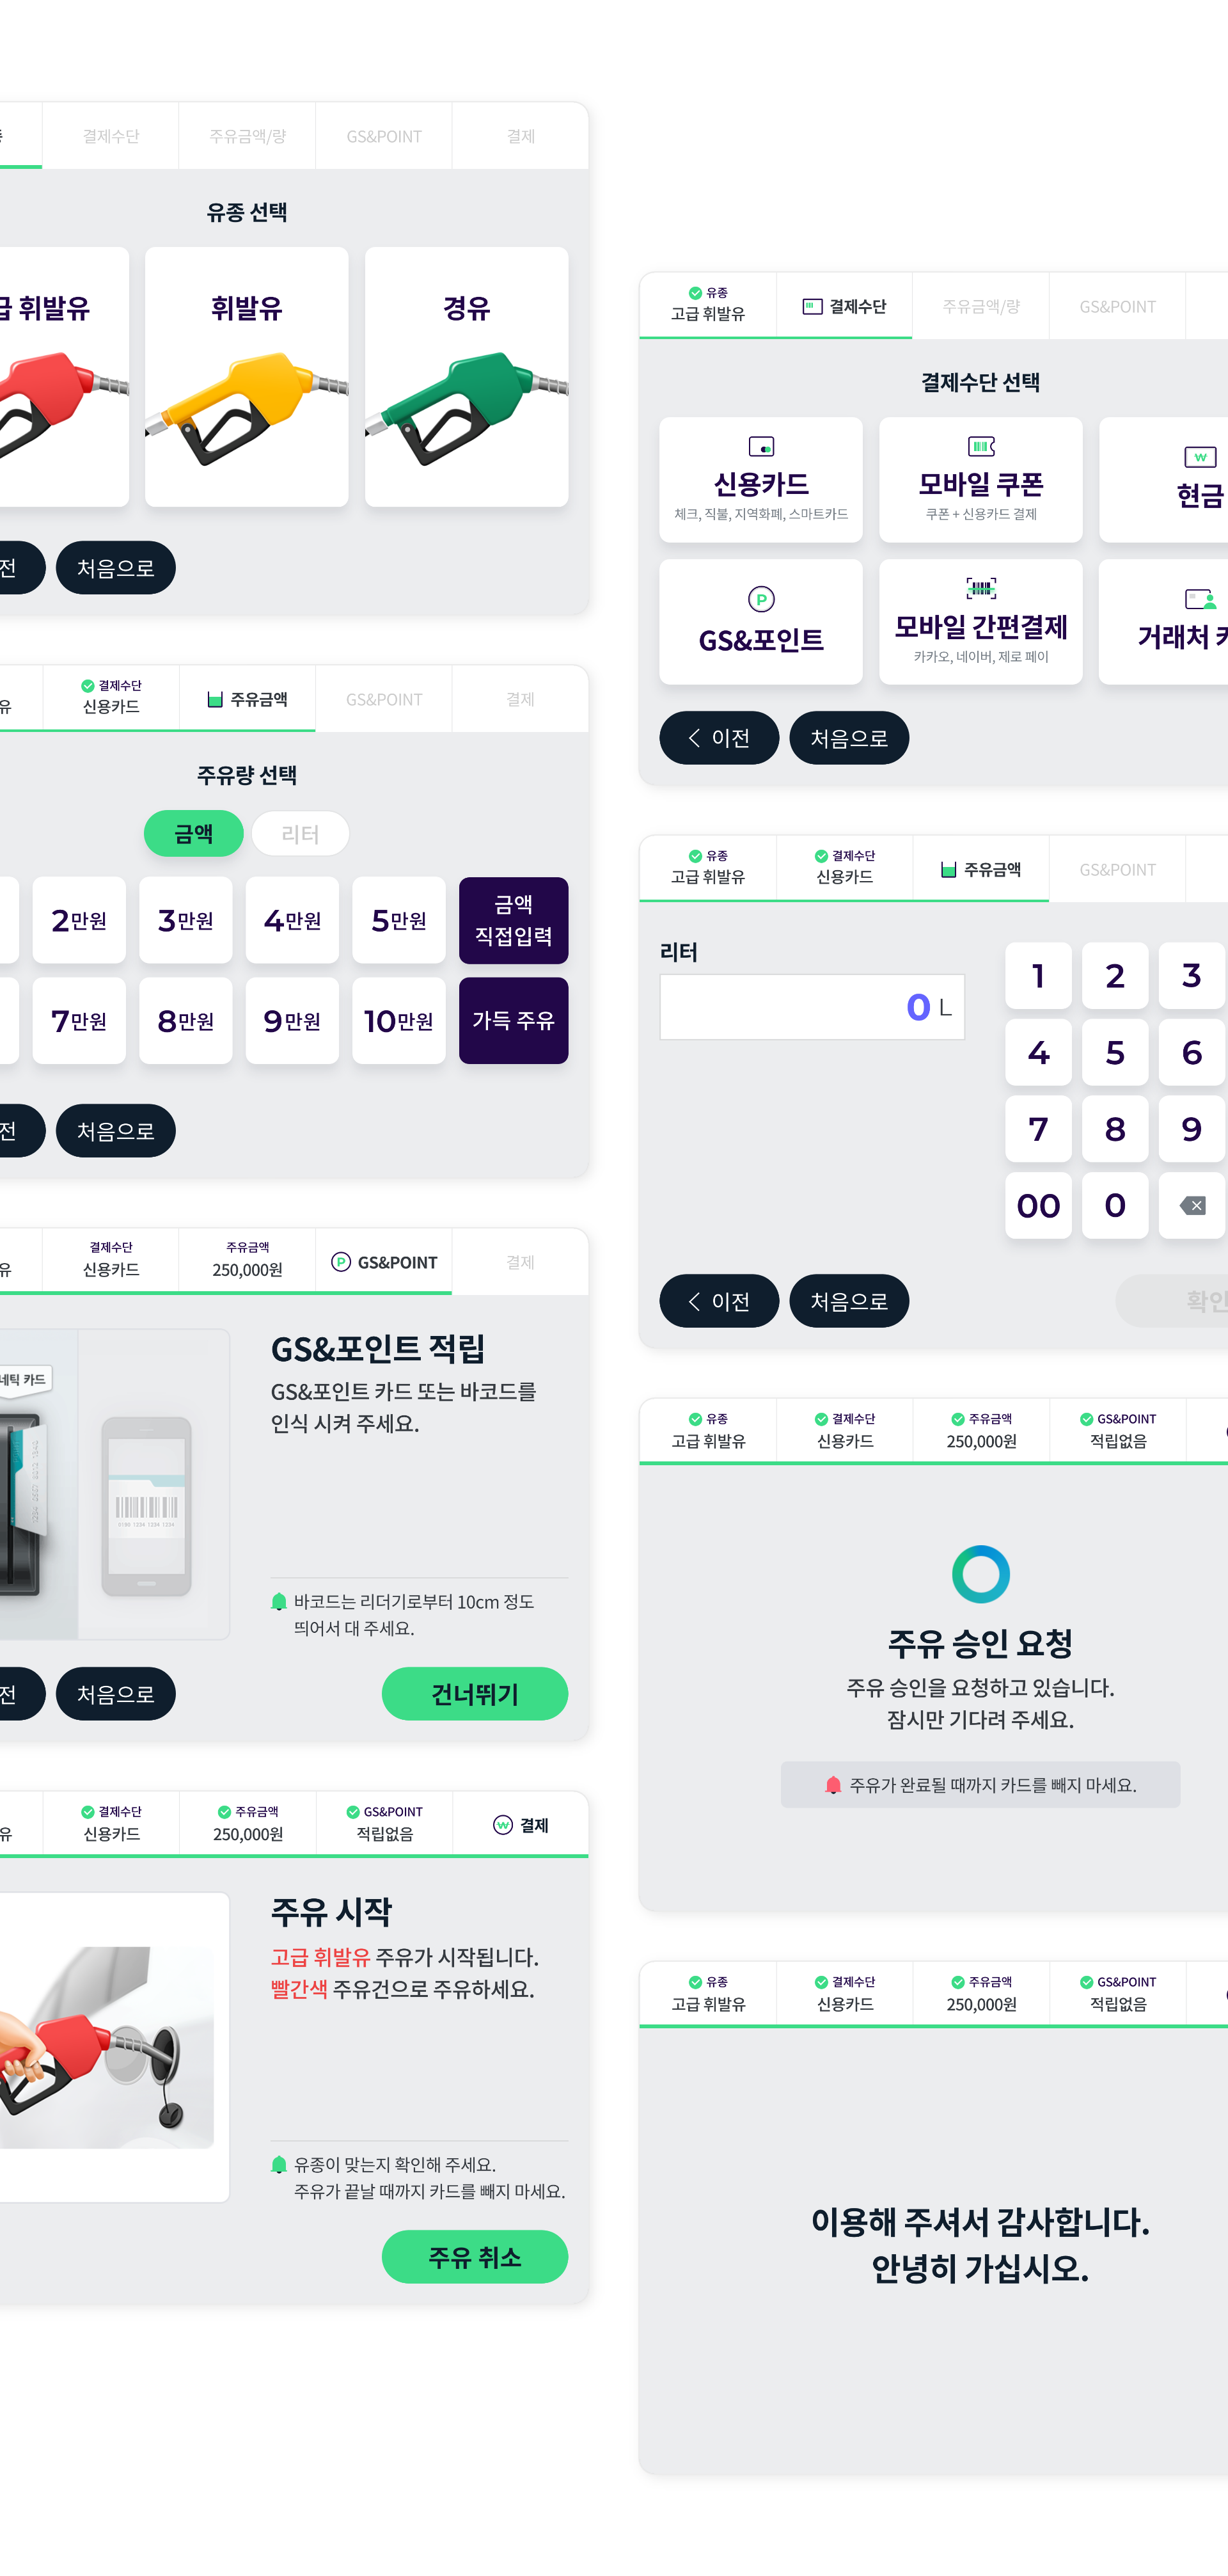 결제수단
주유금액/량
GS&POINT
결제
유종 선택
급 휘발유
휘발유
경유
전
처음으로
유
결제수단
신용카드
주유금액
GS&POINT
결제
주유량 선택
금액
리터
2만원
3만원
4만원
5만원
금액
직접입력
7만원
8만원
9만원
10만원
가득 주유
전
처음으로
유
결제수단
신용카드
주유금액
250,000원
GS&POINT
결제
네틱 카드
0100 1234 1234 1234
GS&포인트 적립
GS&포인트 카드 또는 바코드를
인식 시켜 주세요.
바코드는 리더기로부터 10cm 정도
띄어서 대 주세요.
전
처음으로
건너뛰기
유
결제수단
신용카드
주유금액
250,000원
GS&POINT
적립없음
결제
주유 시작
고급 휘발유 주유가 시작됩니다.
빨간색 주유건으로 주유하세요.
유종이 맞는지 확인해 주세요.
주유가 끝날 때까지 카드를 빼지 마세요.
주유 취소
유종
고급 휘발유
결제수단
주유금액/량
GS&POINT
결제수단 선택
신용카드
체크, 직불, 지역화폐, 스마트카드
모바일 쿠폰
쿠폰 + 신용카드 결제
현금
GS&포인트
모바일 간편결제
카카오, 네이버, 제로 페이
거래처 카
이전
처음으로
유종
고급 휘발유
결제수단
신용카드
주유금액
GS&POINT
리터
0 L
1
2
3
4
5
6
7
8
9
00
0
이전
처음으로
확인
유종
고급 휘발유
결제수단
신용카드
주유금액
250,000원
GS&POINT
적립없음
주유 승인 요청
주유 승인을 요청하고 있습니다.
잠시만 기다려 주세요.
주유가 완료될 때까지 카드를 빼지 마세요.
유종
고급 휘발유
결제수단
신용카드
주유금액
250,000원
GS&POINT
적립없음
이용해 주셔서 감사합니다.
안녕히 가십시오.